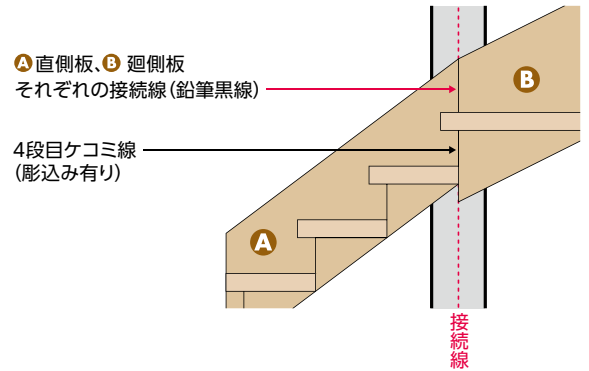 A直側板、B 廻側板
それぞれの接続線(鉛筆黒線)
4段目ケコミ線
(彫込み有り)
B
A
接続線